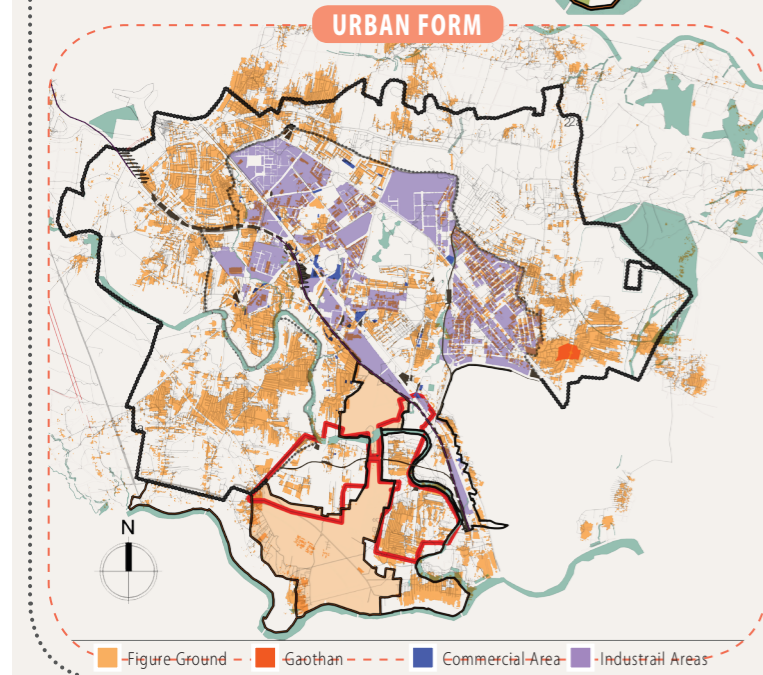 URBAN FORM
N
Figure Ground
Gaothan
Commercial Area
Industrail Areas